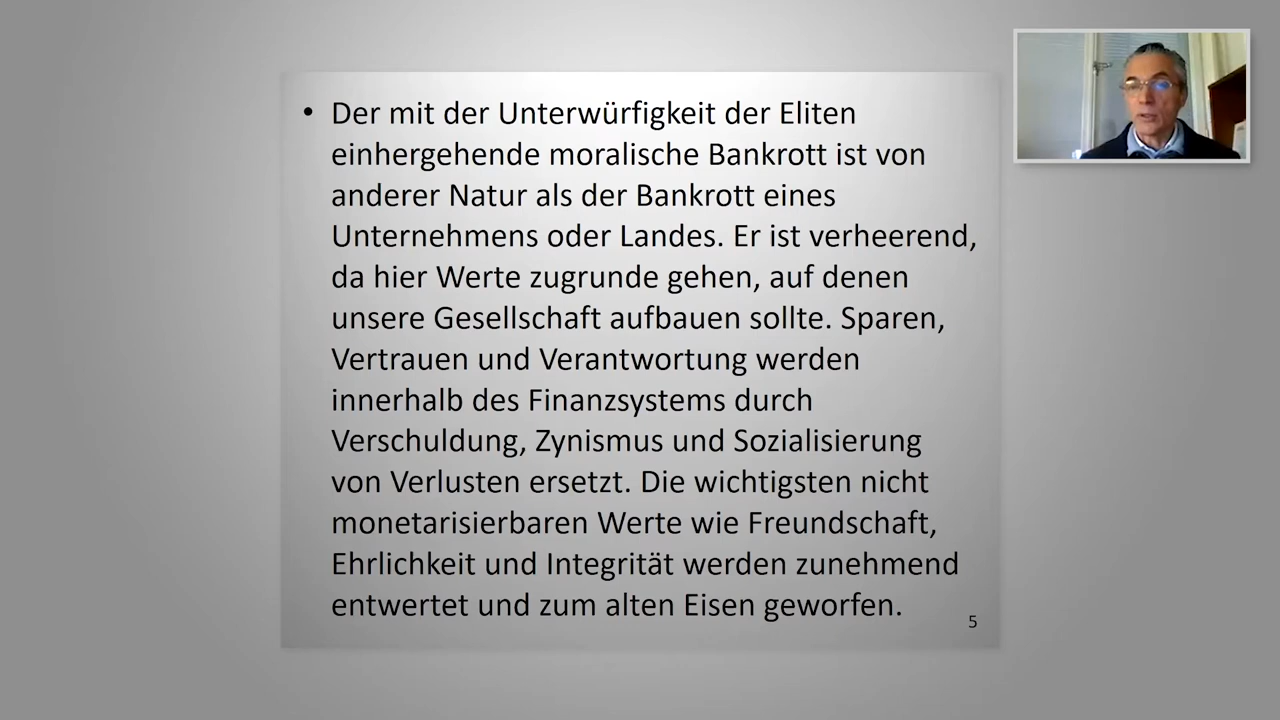 • Der mit der Unterwürfigkeit der Eliten
einhergehende moralische Bankrott ist von
anderer Natur als der Bankrott eines
Unternehmens oder Landes. Er ist verheerend,
da hier Werte zugrunde gehen, auf denen
unsere Gesellschaft aufbauen sollte. Sparen,
Vertrauen und Verantwortung werden
innerhalb des Finanzsystems durch
Verschuldung, Zynismus und Sozialisierung
von Verlusten ersetzt. Die wichtigsten nicht
monetarisierbaren Werte wie Freundschaft,
Ehrlichkeit und Integrität werden zunehmend
entwertet und zum alten Eisen geworfen.
5